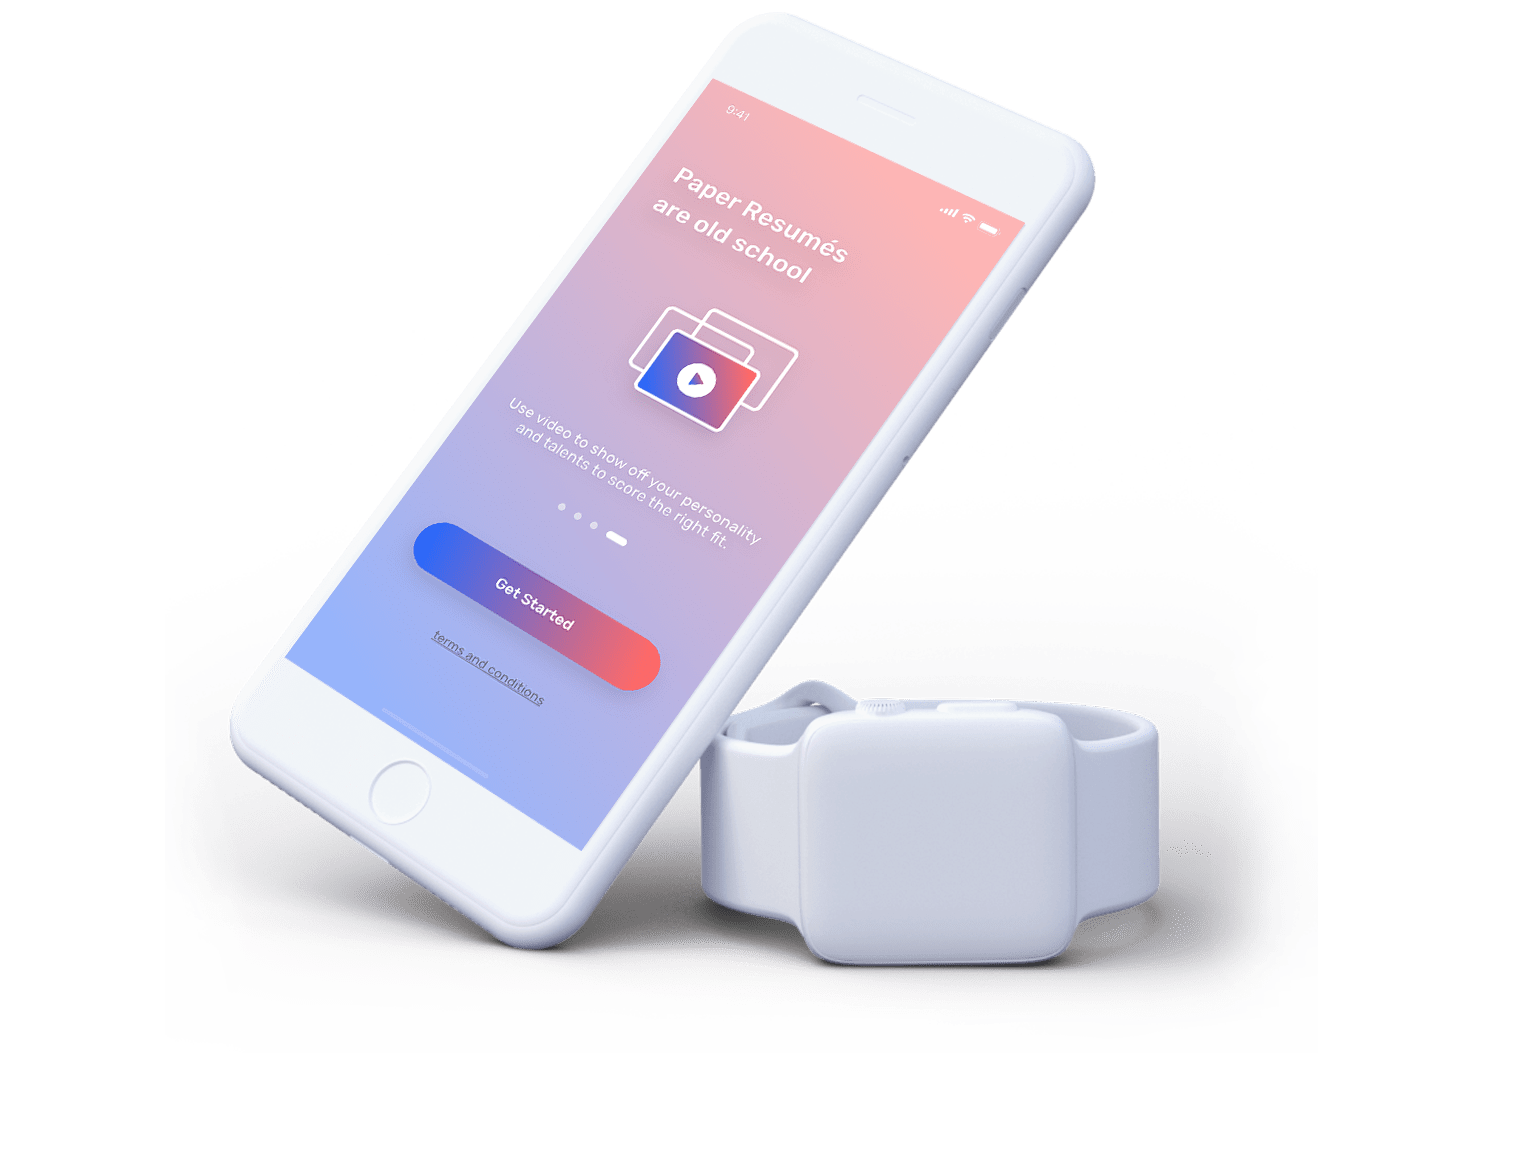 9:41
Paper Resumés
are old school
Use video to show off your personality
and talents to score the right fit.
Get Started
terms and conditions